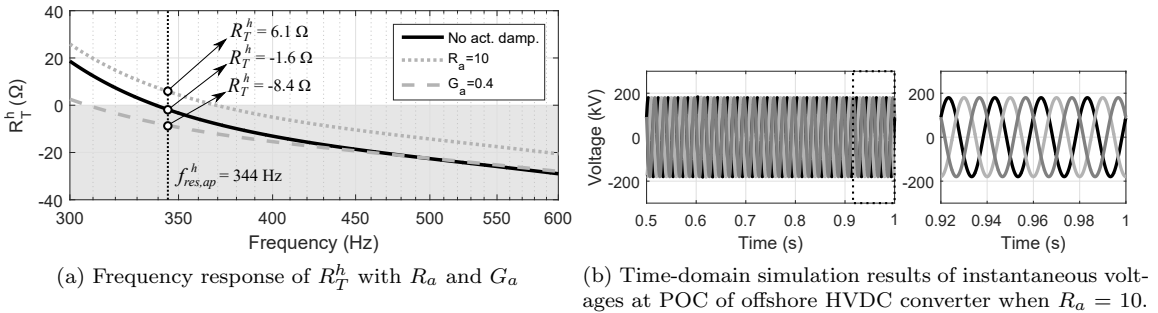 40
20
0
-20
-40
R_T^h (Ω)
300
350
400
450
500
550
600
Frequency (Hz)
R_T^h = 6.1 Ω
R_T^h = -1.6 Ω
R_T^h = -8.4 Ω
f_{res,ap}^h = 344 Hz
No act. damp.
R_a=10
G_a=0.4
(a) Frequency response of R_T^h with R_a and G_a
200
0
-200
Voltage (kV)
0.5
0.6
0.7
0.8
0.9
1
Time (s)
200
0
-200
0.92
0.94
0.96
0.98
1
Time (s)
(b) Time-domain simulation results of instantaneous volt-
ages at POC of offshore HVDC converter when R_a = 10.